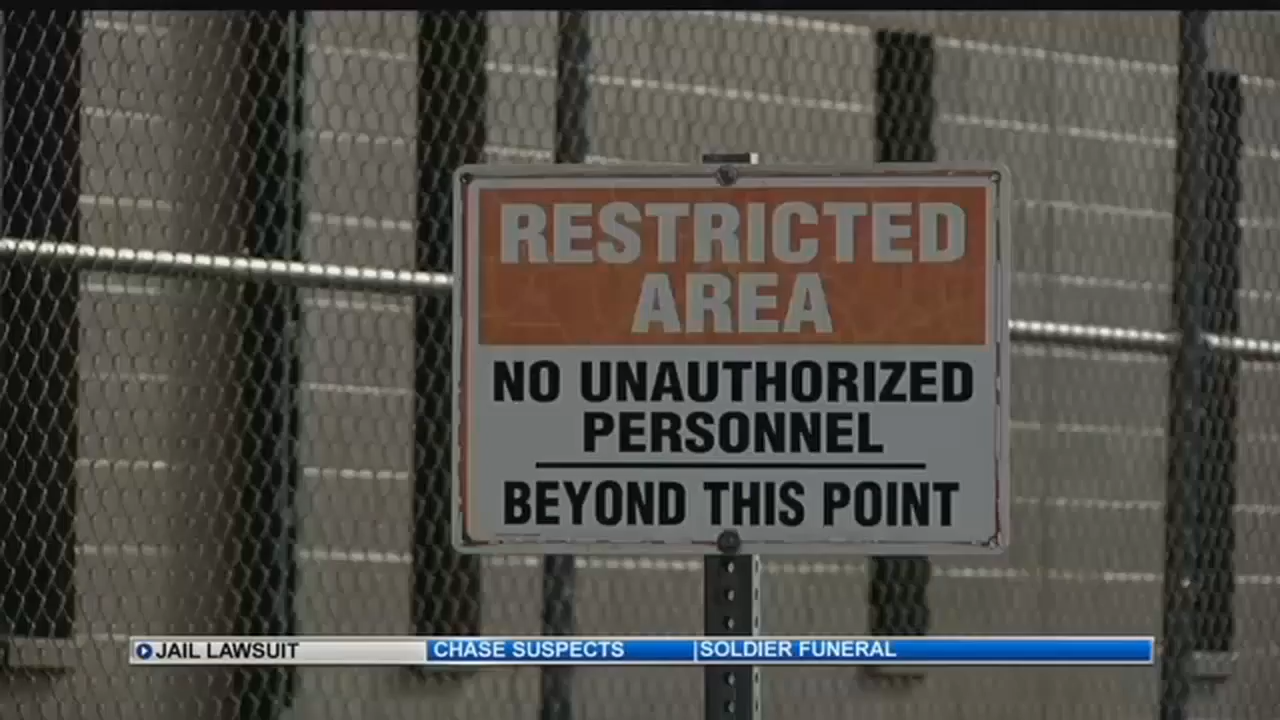 RESTRICTED
AREA
NO UNAUTHORIZED
PERSONNEL
BEYOND THIS POINT
JAIL LAWSUIT
CHASE SUSPECTS
SOLDIER FUNERAL